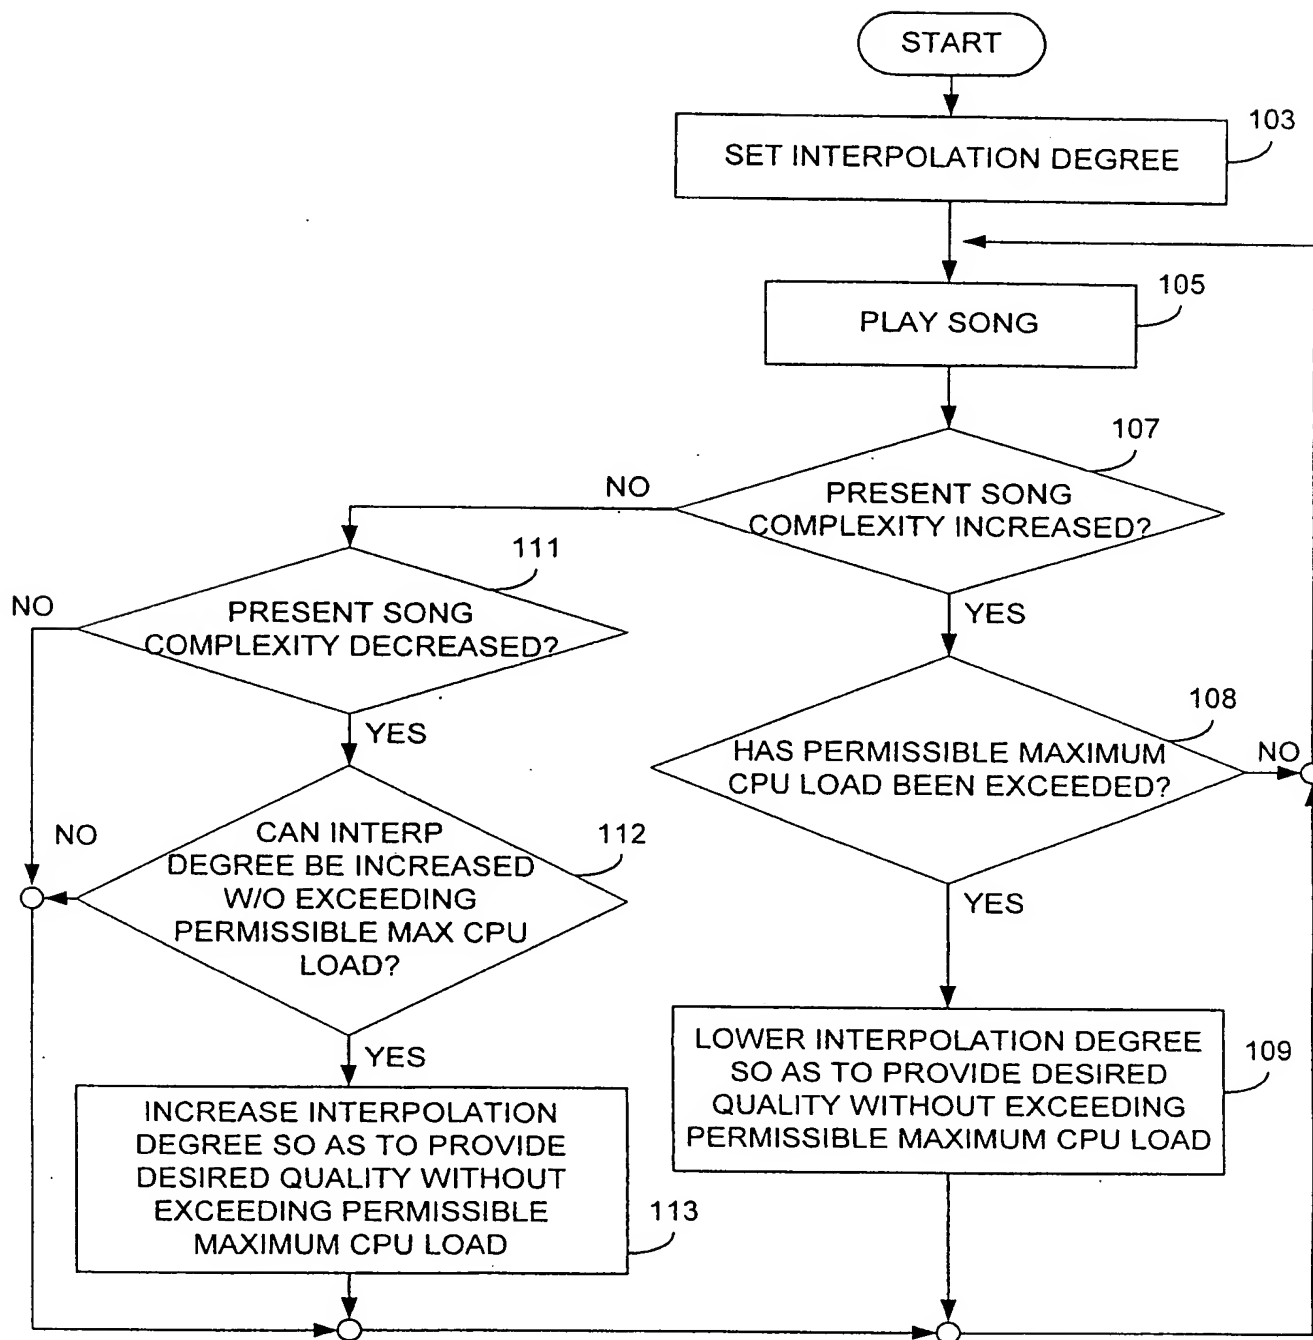 START
103
SET INTERPOLATION DEGREE
105
PLAY SONG
107
NO
PRESENT SONG
COMPLEXITY INCREASED?
111
NO
PRESENT SONG
COMPLEXITY DECREASED?
YES
YES
108
HAS PERMISSIBLE MAXIMUM
CPU LOAD BEEN EXCEEDED?
NO
NO
CAN INTERP
DEGREE BE INCREASED
W/O EXCEEDING
PERMISSIBLE MAX CPU
LOAD?
112
YES
YES
LOWER INTERPOLATION DEGREE
SO AS TO PROVIDE DESIRED
QUALITY WITHOUT EXCEEDING
PERMISSIBLE MAXIMUM CPU LOAD
109
INCREASE INTERPOLATION
DEGREE SO AS TO PROVIDE
DESIRED QUALITY WITHOUT
EXCEEDING PERMISSIBLE
MAXIMUM CPU LOAD
113